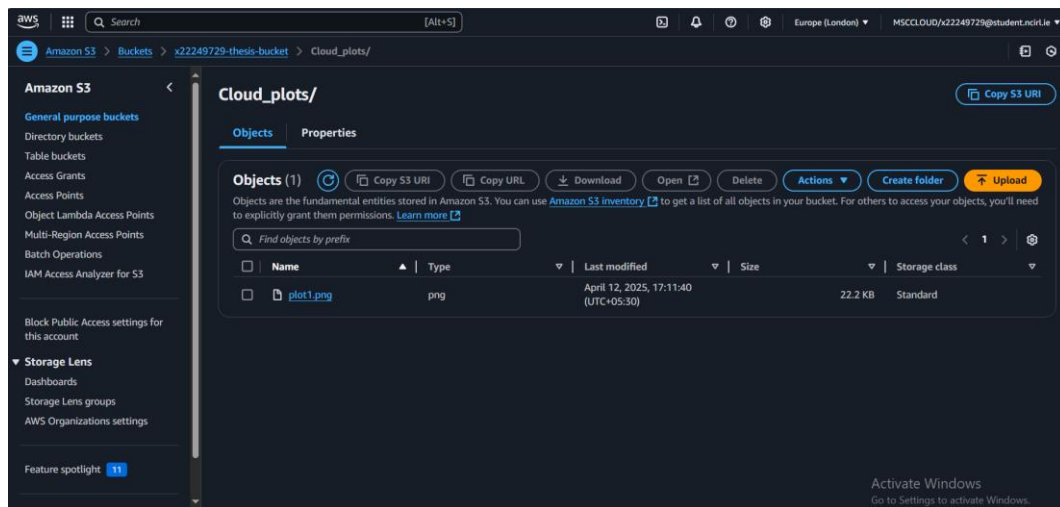 aws
Search
[Alt+S]
Europe (London) ▼
MSCCLOUD/x22249729@student.ncirl.ie ▼
Amazon S3 > Buckets > x22249729-thesis-bucket > Cloud_plots/
Amazon S3
General purpose buckets
Directory buckets
Table buckets
Access Grants
Access Points
Object Lambda Access Points
Multi-Region Access Points
Batch Operations
IAM Access Analyzer for S3
Block Public Access settings for
this account
▼ Storage Lens
Dashboards
Storage Lens groups
AWS Organizations settings
Feature spotlight 11
Cloud_plots/
Copy S3 URI
Objects
Properties
Objects (1)
Copy S3 URI
Copy URL
Download
Open
Delete
Actions ▼
Create folder
Upload
Objects are the fundamental entities stored in Amazon S3. You can use Amazon S3 inventory to get a list of all objects in your bucket. For others to access your objects, you'll need
to explicitly grant them permissions. Learn more
Find objects by prefix
< 1 >
Name | Type | Last modified | Size | Storage class
plot1.png png April 12, 2025, 17:11:40 22.2 KB Standard
(UTC+05:30)
Activate Windows
Go to Settings to activate Windows.